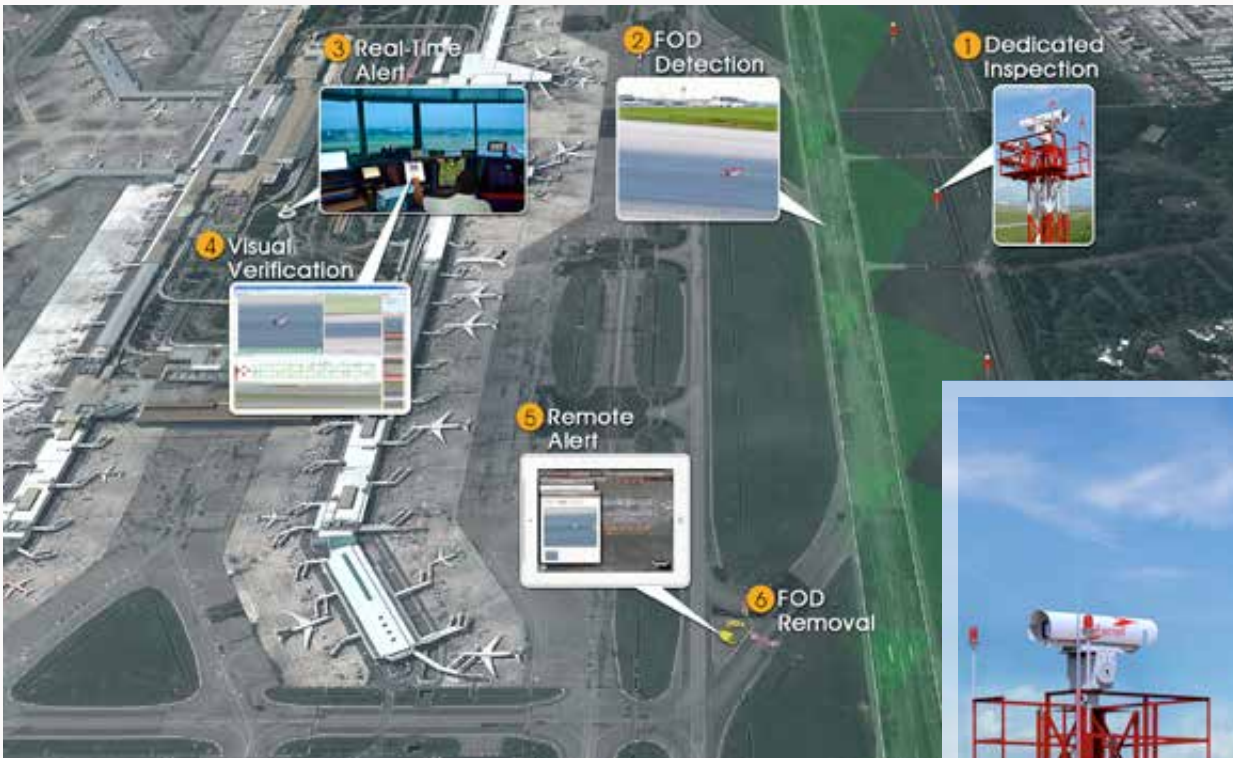 1 Dedicated
Inspection
2 FOD
Detection
3 Real-Time
Alert
4 Visual
Verification
5 Remote
Alert
6 FOD
Removal